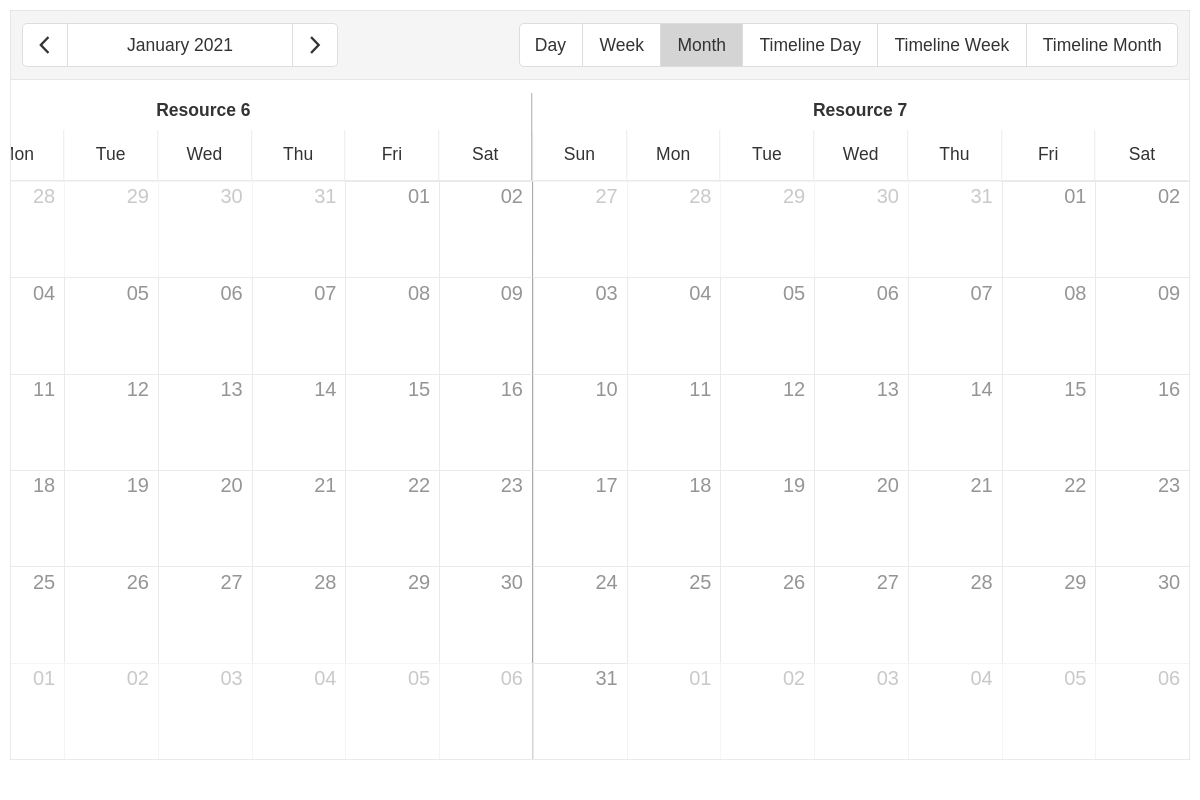 January 2021 Day Week Month Timeline Day Timeline Week Timeline Month
Resource 6 Resource 7
Tue Wed Thu Fri Sat Sun Mon Tue Wed Thu Fri Sat
28 29 30 31 01 02 27 28 29 30 31 01 02
04 05 06 07 08 09 03 04 05 06 07 08 09
11 12 13 14 15 16 10 11 12 13 14 15 16
18 19 20 21 22 23 17 18 19 20 21 22 23
25 26 27 28 29 30 24 25 26 27 28 29 30
01 02 03 04 05 06 31 01 02 03 04 05 06